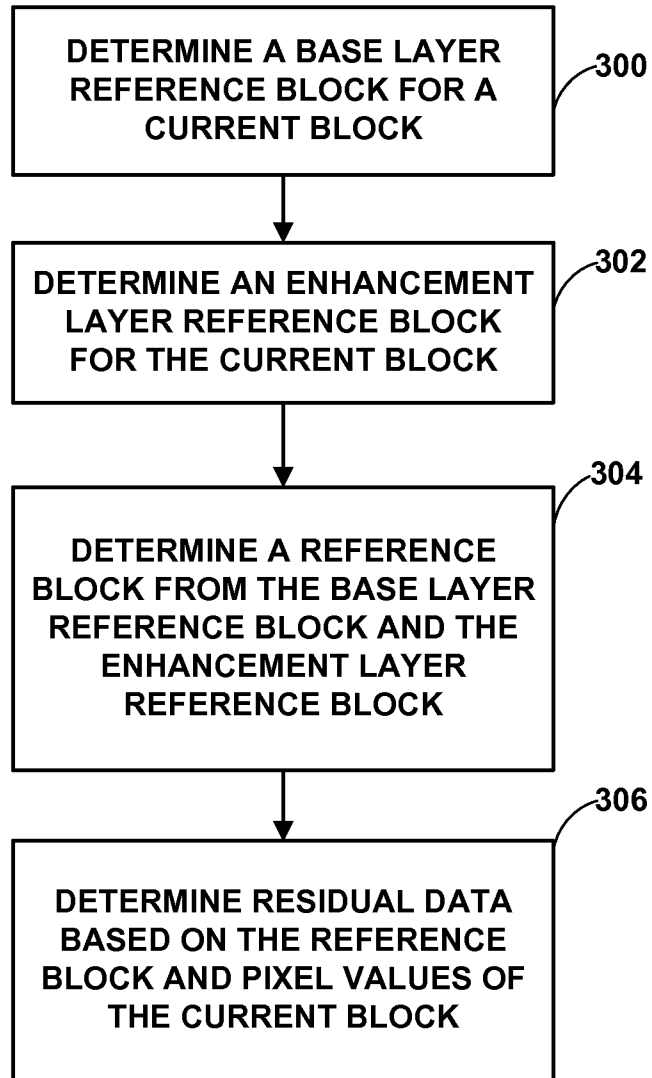 DETERMINE A BASE LAYER
REFERENCE BLOCK FOR A
CURRENT BLOCK
300
DETERMINE AN ENHANCEMENT
LAYER REFERENCE BLOCK
FOR THE CURRENT BLOCK
302
DETERMINE A REFERENCE
BLOCK FROM THE BASE LAYER
REFERENCE BLOCK AND THE
ENHANCEMENT LAYER
REFERENCE BLOCK
304
DETERMINE RESIDUAL DATA
BASED ON THE REFERENCE
BLOCK AND PIXEL VALUES OF
THE CURRENT BLOCK
306